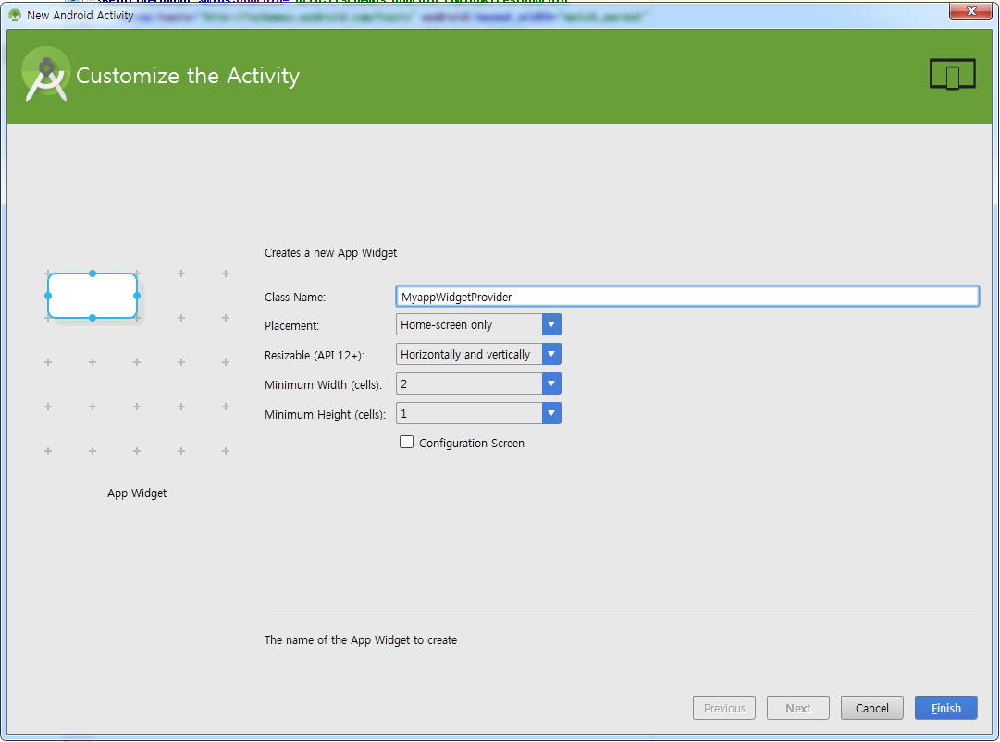 New Android Activity
Customize the Activity
Creates a new App Widget
Class Name: MyappWidgetProvider
Placement: Home-screen only
Resizable (API 12+): Horizontally and vertically
Minimum Width (cells): 2
Minimum Height (cells): 1
Configuration Screen
App Widget
The name of the App Widget to create
Previous Next Cancel Finish